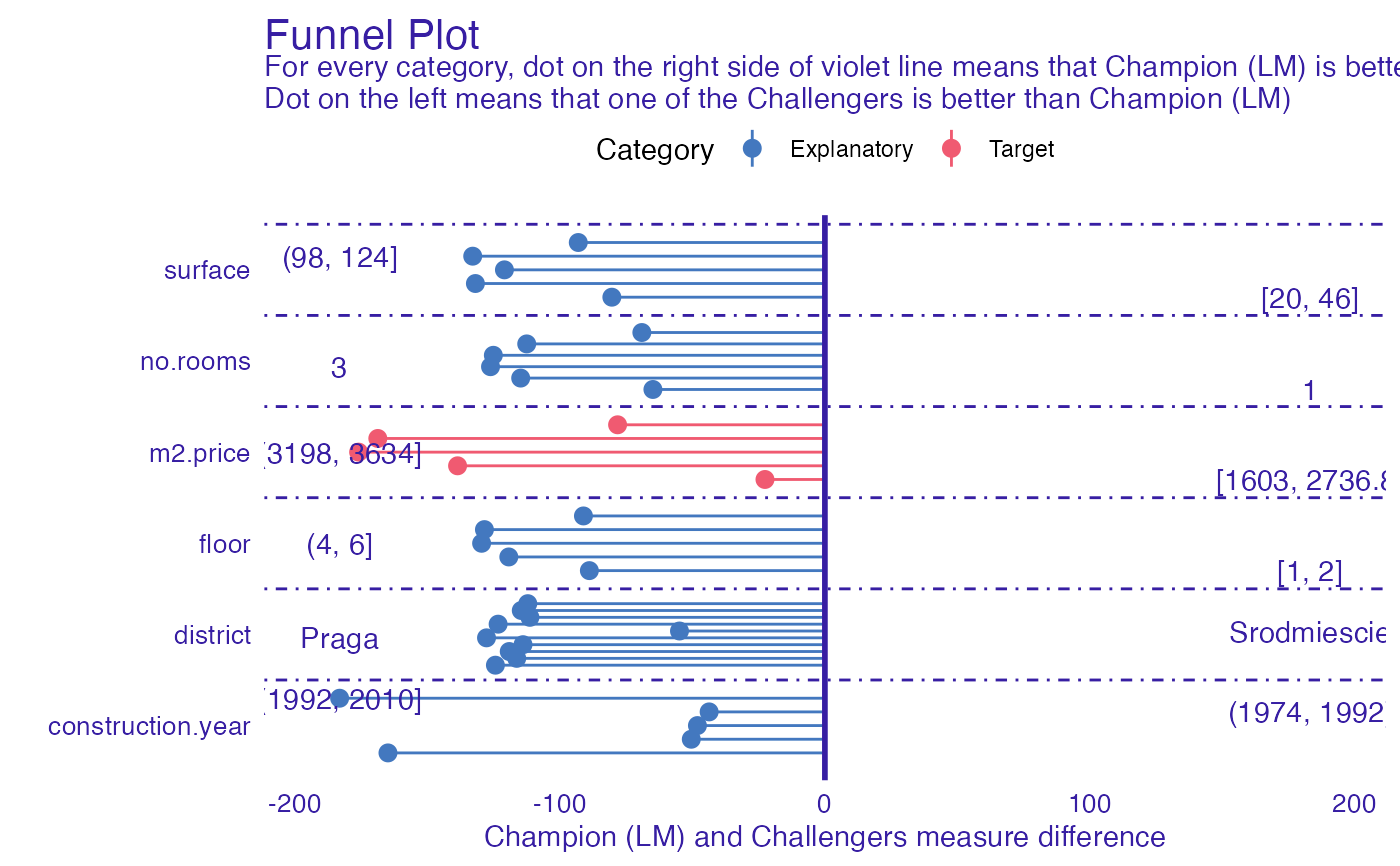 Funnel Plot
For every category, dot on the right side of violet line means that Champion (LM) is bette
Dot on the left means that one of the Challengers is better than Champion (LM)
Category Explanatory Target
surface (98, 124] [20, 46]
no.rooms 3 1
m2.price 3198, 3634] [1603, 2736.8
floor (4, 6] [1, 2]
district Praga Srodmiescie
construction.year 1992, 2010] (1974, 1992
-200 -100 0 100 200
Champion (LM) and Challengers measure difference